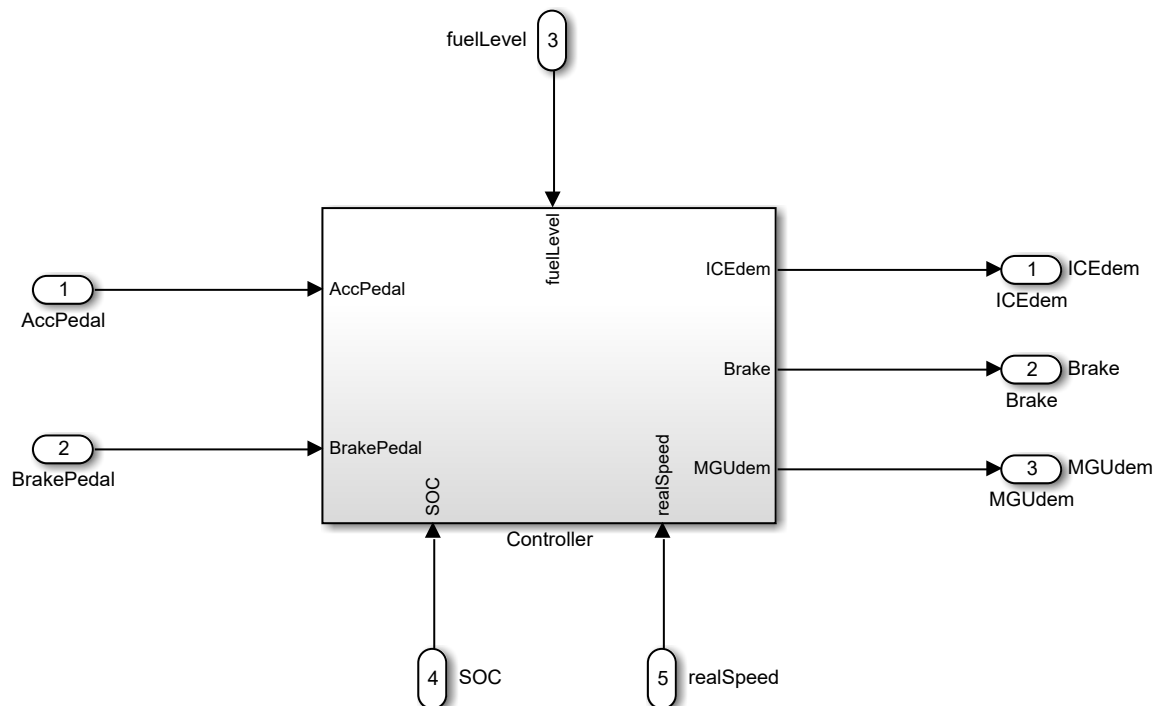 fuelLevel
3
fuelLevel
1
AccPedal
AccPedal
ICEdem
1
ICEdem
ICEdem
Brake
2
Brake
Brake
2
BrakePedal
BrakePedal
SOC
realSpeed
MGUdem
3
MGUdem
MGUdem
Controller
4
SOC
5
realSpeed